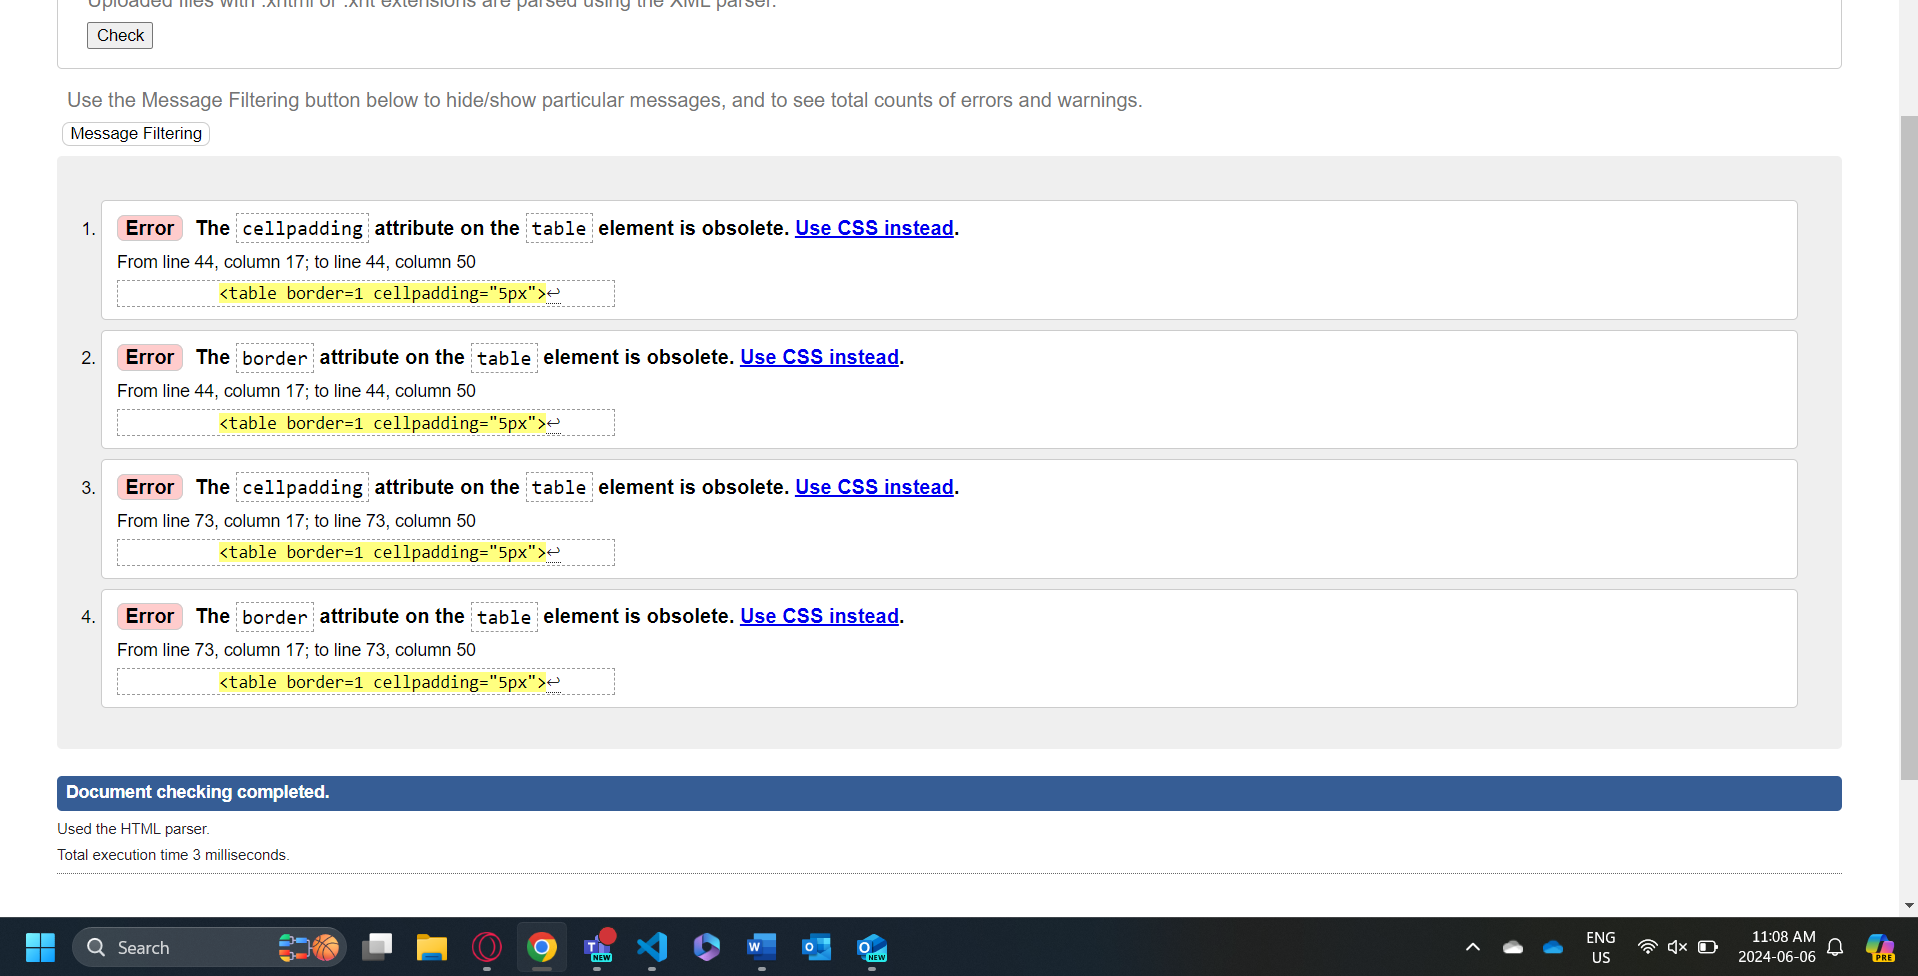 Uploaded files with .xhtml or .xht extensions are parsed using the XML parser.
Check
Use the Message Filtering button below to hide/show particular messages, and to see total counts of errors and warnings.
Message Filtering
1. Error The cellpadding attribute on the table element is obsolete. Use CSS instead.
From line 44, column 17; to line 44, column 50
<table border=1 cellpadding="5px">↩
2. Error The border attribute on the table element is obsolete. Use CSS instead.
From line 44, column 17; to line 44, column 50
<table border=1 cellpadding="5px">↩
3. Error The cellpadding attribute on the table element is obsolete. Use CSS instead.
From line 73, column 17; to line 73, column 50
<table border=1 cellpadding="5px">↩
4. Error The border attribute on the table element is obsolete. Use CSS instead.
From line 73, column 17; to line 73, column 50
<table border=1 cellpadding="5px">↩
Document checking completed.
Used the HTML parser.
Total execution time 3 milliseconds.
Search
T
NEW
W
O
O
NEW
ENG
US
11:08 AM
2024-06-06
PRE